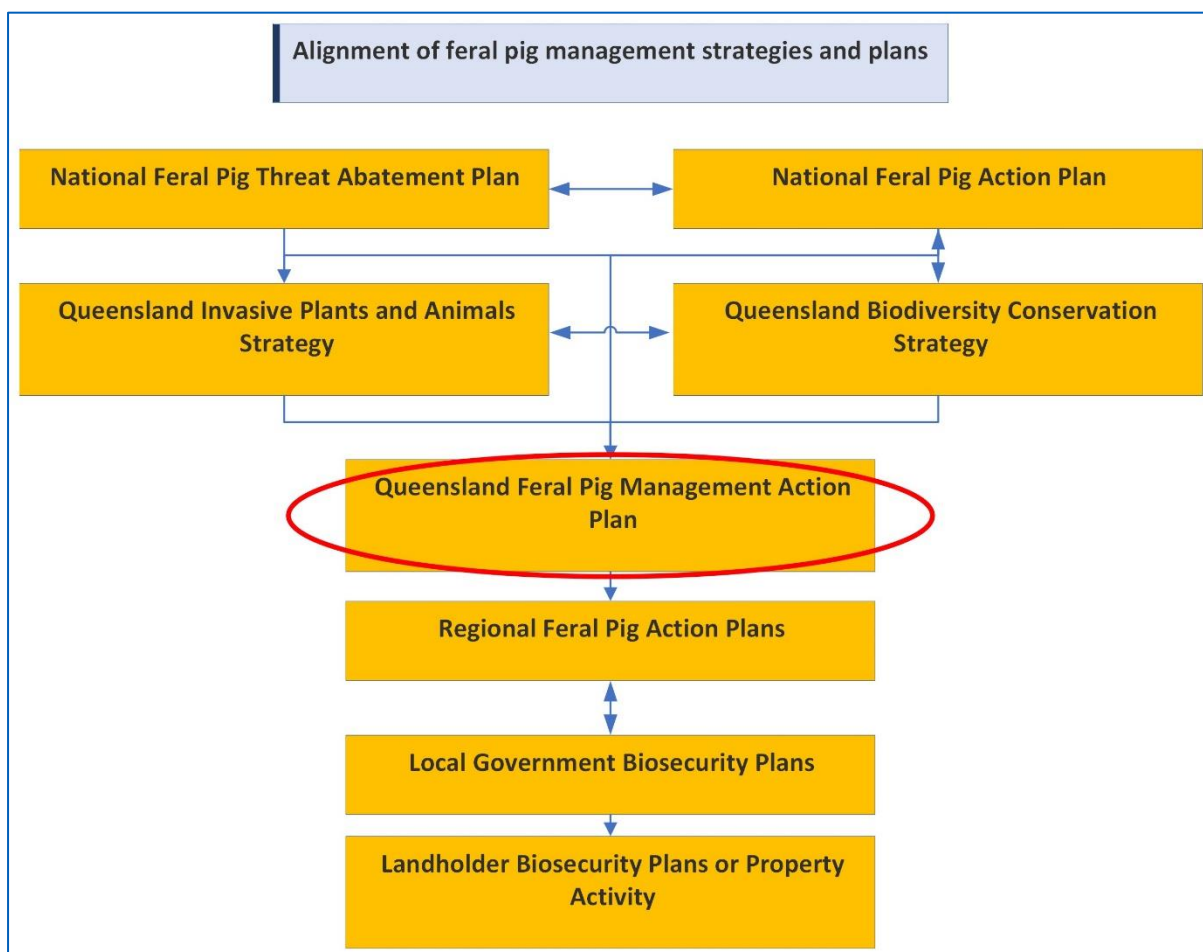 Alignment of feral pig management strategies and plans
National Feral Pig Threat Abatement Plan
National Feral Pig Action Plan
Queensland Invasive Plants and Animals
Strategy
Queensland Biodiversity Conservation
Strategy
Queensland Feral Pig Management Action
Plan
Regional Feral Pig Action Plans
Local Government Biosecurity Plans
Landholder Biosecurity Plans or Property
Activity